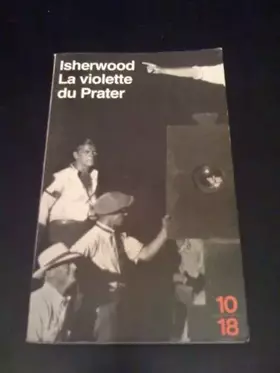 Isherwood
La violette
du Prater
10
18